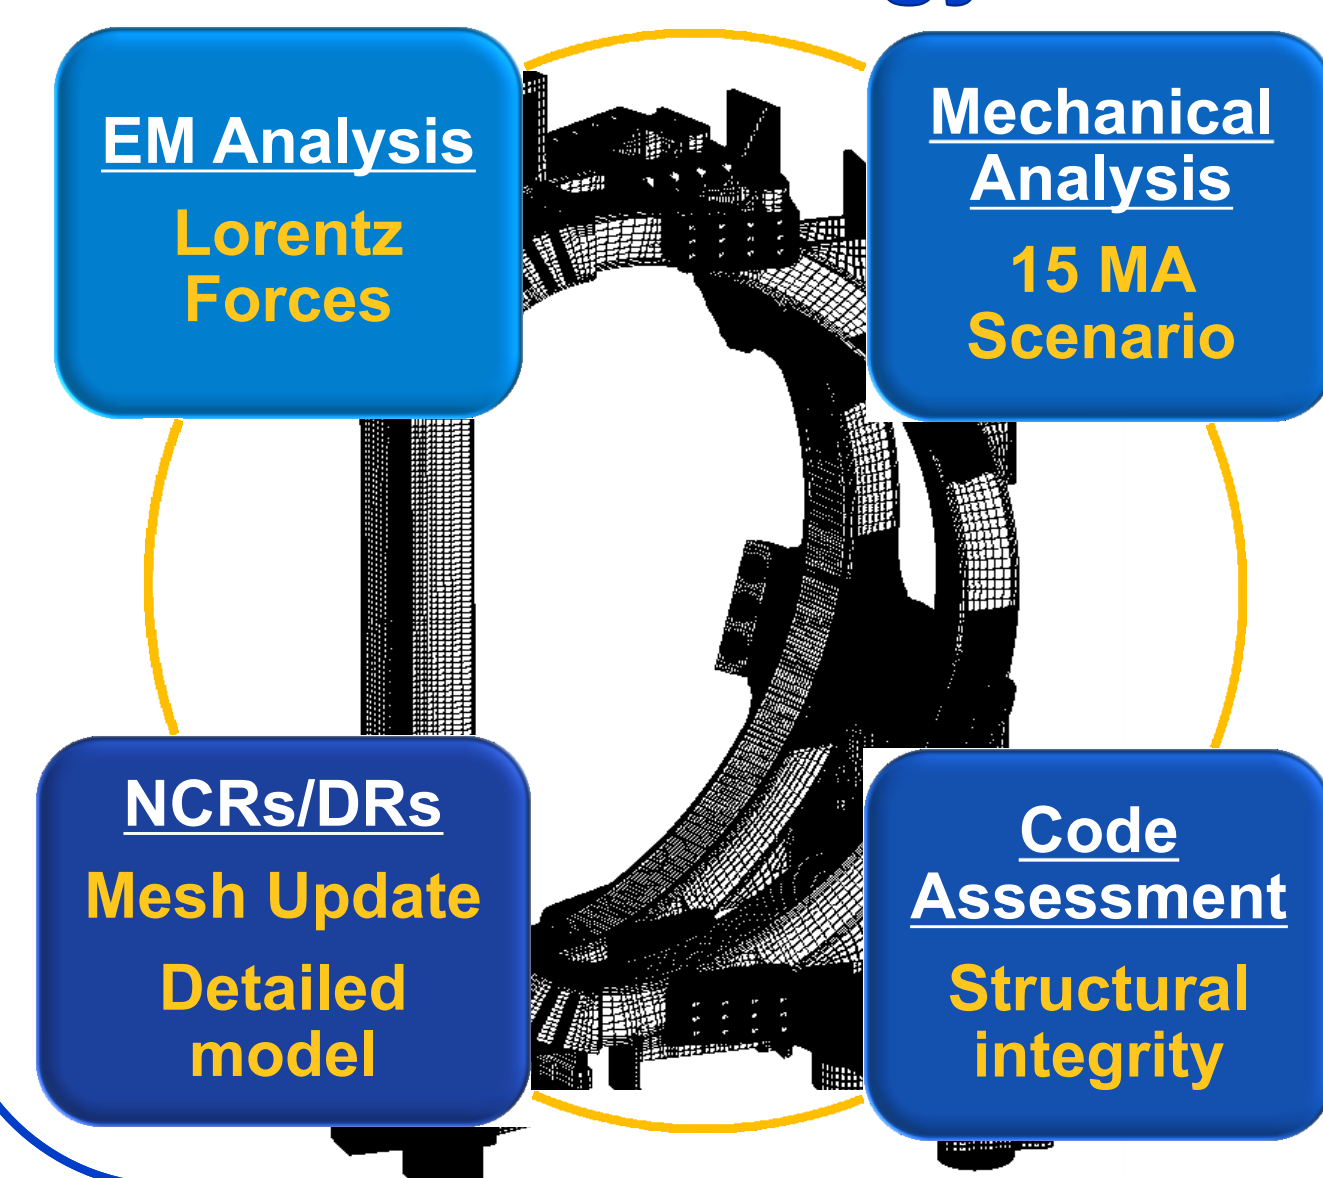 EM Analysis
Lorentz
Forces
Mechanical
Analysis
15 MA
Scenario
NCRs/DRs
Mesh Update
Detailed
model
Code
Assessment
Structural
integrity